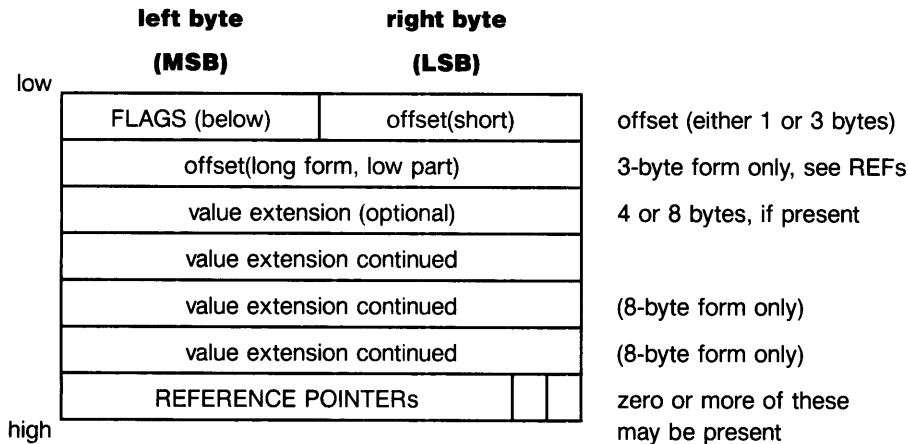 left byte right byte
(MSB) (LSB)
low
FLAGS (below) offset(short) offset (either 1 or 3 bytes)
offset(long form, low part) 3-byte form only, see REFs
value extension (optional) 4 or 8 bytes, if present
value extension continued
value extension continued (8-byte form only)
value extension continued (8-byte form only)
REFERENCE POINTERs zero or more of these
high may be present